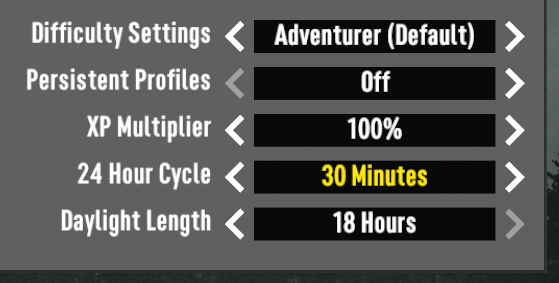 Difficulty Settings Adventurer (Default)
Persistent Profiles Off
XP Multiplier 100%
24 Hour Cycle 30 Minutes
Daylight Length 18 Hours